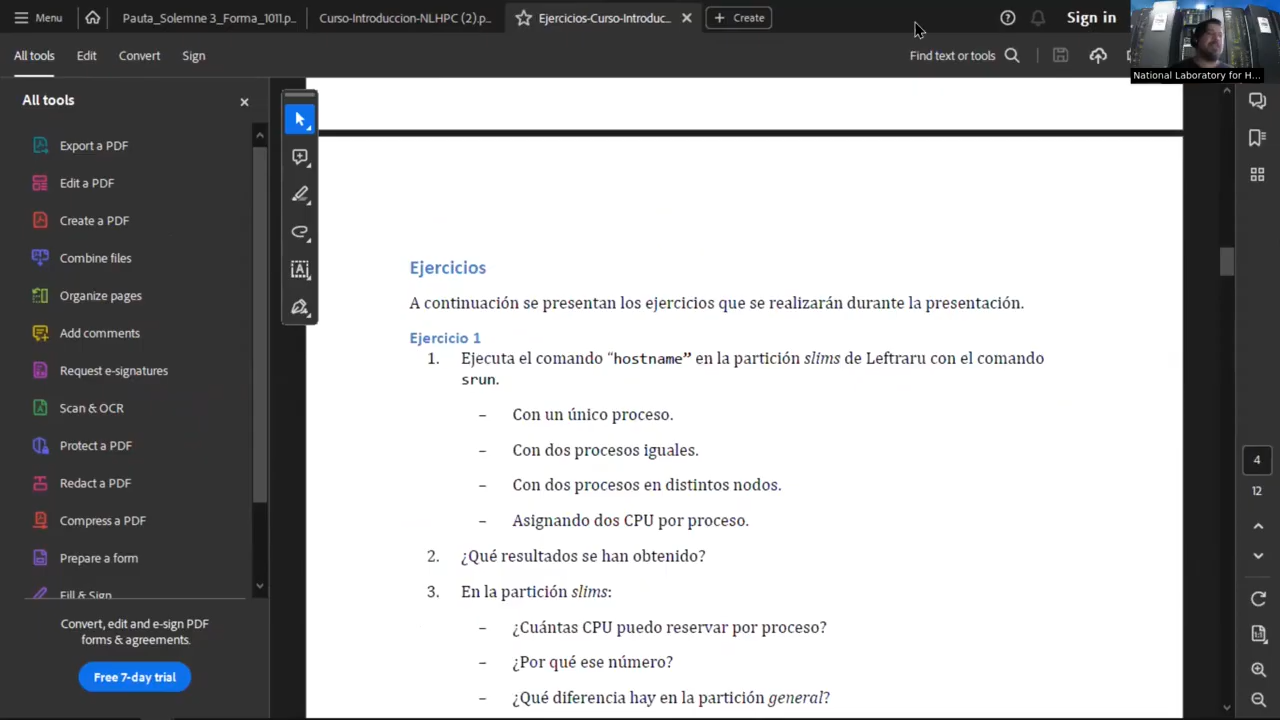 Menu
Pauta_Solemne 3_Forma_1011.p...
Curso-Introduccion-NLHPC (2).p...
Ejercicios-Curso-Introduc...
Create
Sign in
All tools
Edit
Convert
Sign
Find text or tools
National Laboratory for H...
All tools
Export a PDF
Edit a PDF
Create a PDF
Combine files
Organize pages
Add comments
Request e-signatures
Scan & OCR
Protect a PDF
Redact a PDF
Compress a PDF
Prepare a form
Fill & Sign
Convert, edit and e-sign PDF
forms & agreements.
Free 7-day trial
Ejercicios
A continuación se presentan los ejercicios que se realizarán durante la presentación.
Ejercicio 1
1. Ejecuta el comando “hostname” en la partición slims de Leftraru con el comando
srun.
– Con un único proceso.
– Con dos procesos iguales.
– Con dos procesos en distintos nodos.
– Asignando dos CPU por proceso.
2. ¿Qué resultados se han obtenido?
3. En la partición slims:
– ¿Cuántas CPU puedo reservar por proceso?
– ¿Por qué ese número?
– ¿Qué diferencia hay en la partición general?
4
12